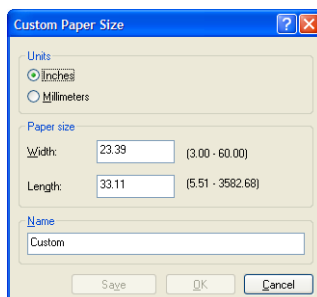 Custom Paper Size
Units
Inches
Millimeters
Paper size
Width: 23.39 (3.00 - 60.00)
Length: 33.11 (5.51 - 3582.68)
Name
Custom
Save OK Cancel